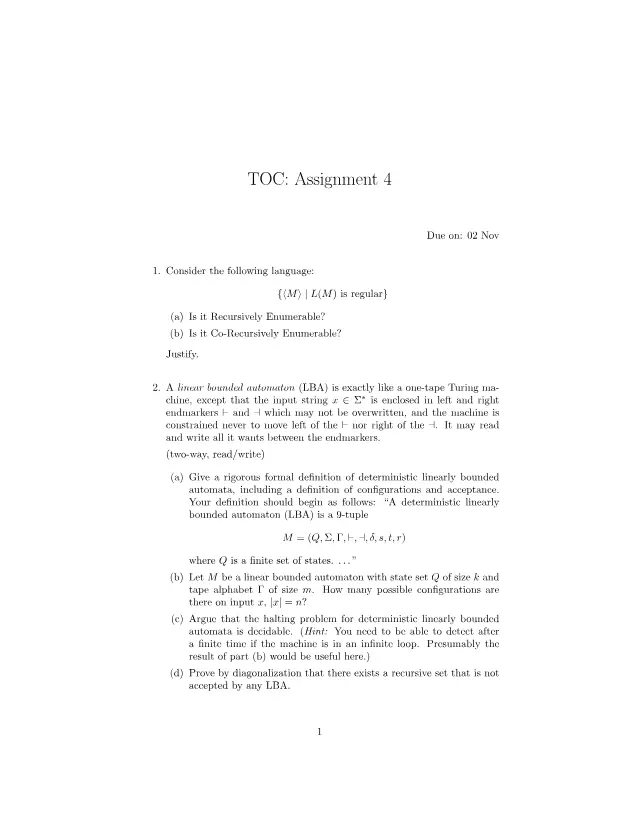 TOC: Assignment 4
Due on: 02 Nov
1. Consider the following language:
{⟨M⟩ | L(M) is regular}
(a) Is it Recursively Enumerable?
(b) Is it Co-Recursively Enumerable?
Justify.
2. A linear bounded automaton (LBA) is exactly like a one-tape Turing ma-
chine, except that the input string x ∈ Σ* is enclosed in left and right
endmarkers ⊢ and ⊣ which may not be overwritten, and the machine is
constrained never to move left of the ⊢ nor right of the ⊣. It may read
and write all it wants between the endmarkers.
(two-way, read/write)
(a) Give a rigorous formal definition of deterministic linearly bounded
automata, including a definition of configurations and acceptance.
Your definition should begin as follows: “A deterministic linearly
bounded automaton (LBA) is a 9-tuple
M = (Q, Σ, Γ, ⊢, ⊣, δ, s, t, r)
where Q is a finite set of states. . . . ”
(b) Let M be a linear bounded automaton with state set Q of size k and
tape alphabet Γ of size m. How many possible configurations are
there on input x, |x| = n?
(c) Argue that the halting problem for deterministic linearly bounded
automata is decidable. (Hint: You need to be able to detect after
a finite time if the machine is in an infinite loop. Presumably the
result of part (b) would be useful here.)
(d) Prove by diagonalization that there exists a recursive set that is not
accepted by any LBA.
1